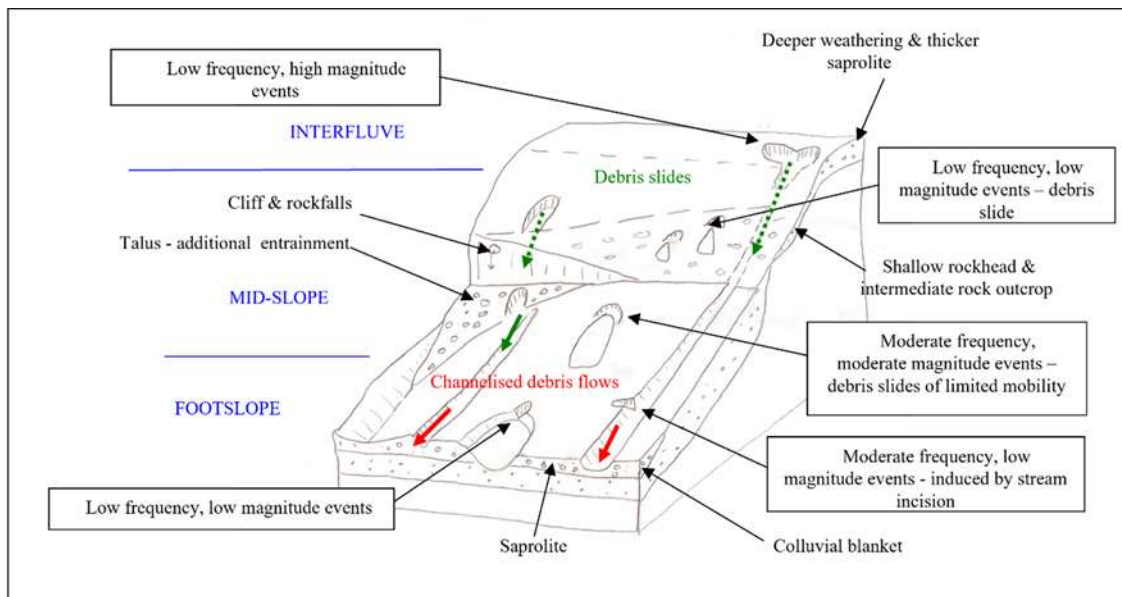 Deeper weathering & thicker
saprolite
Low frequency, high magnitude
events
INTERFLUVE
Low frequency, low
magnitude events – debris
slide
Debris slides
Cliff & rockfalls
Talus - additional entrainment
Shallow rockhead &
intermediate rock outcrop
MID-SLOPE
Moderate frequency,
moderate magnitude events –
debris slides of limited mobility
Channelised debris flows
FOOTSLOPE
Moderate frequency, low
magnitude events - induced by stream
incision
Low frequency, low magnitude events
Saprolite
Colluvial blanket